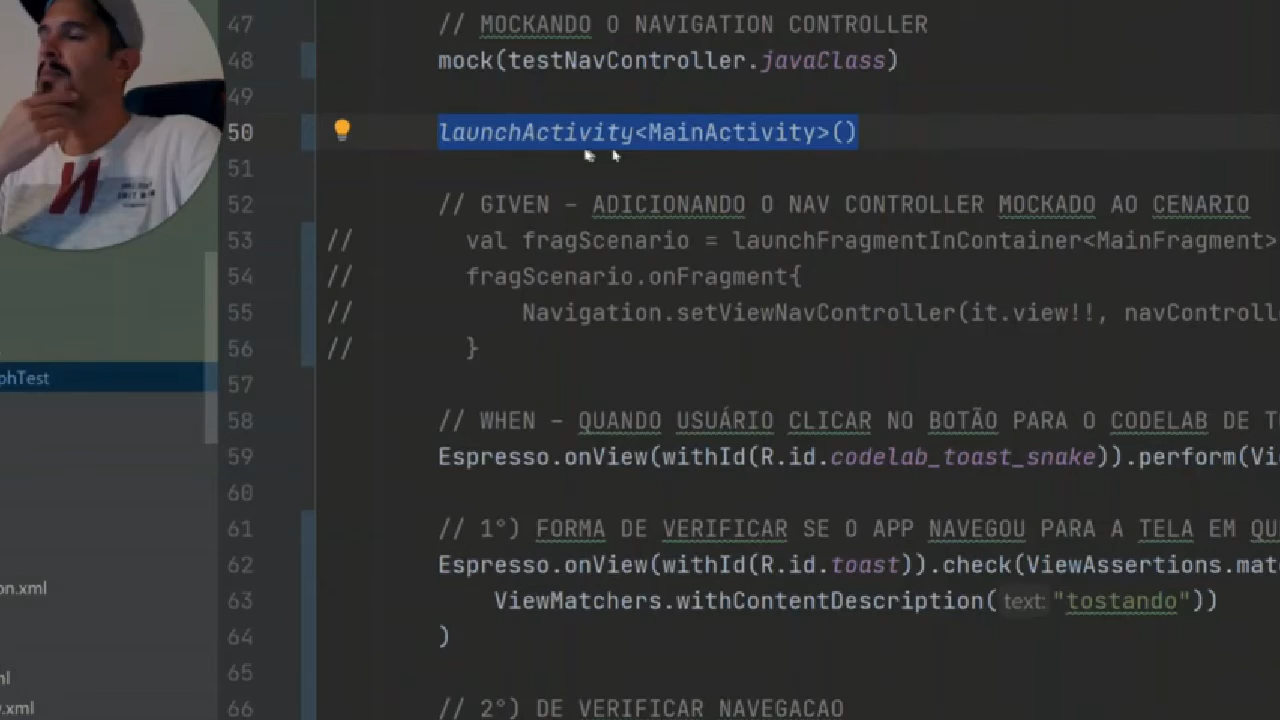 47 // MOCKANDO O NAVIGATION CONTROLLER
48 mock(testNavController.javaClass)
49
50 launchActivity<MainActivity>()
51
52 // GIVEN - ADICIONANDO O NAV CONTROLLER MOCKADO AO CENARIO
53 // val fragScenario = launchFragmentInContainer<MainFragment>
54 // fragScenario.onFragment{
55 // Navigation.setViewNavController(it.view!!, navControll
56 // }
phTest
57
58 // WHEN - QUANDO USUÁRIO CLICAR NO BOTÃO PARA O CODELAB DE T
59 Espresso.onView(withId(R.id.codelab_toast_snake)).perform(Vi
60
61 // 1°) FORMA DE VERIFICAR SE O APP NAVEGOU PARA A TELA EM QU
62 Espresso.onView(withId(R.id.toast)).check(ViewAssertions.mat
on.xml
63 ViewMatchers.withContentDescription( text: "tostando"))
64 )
65
ml
66 // 2°) DE VERIFICAR NAVEGACAO
.xml